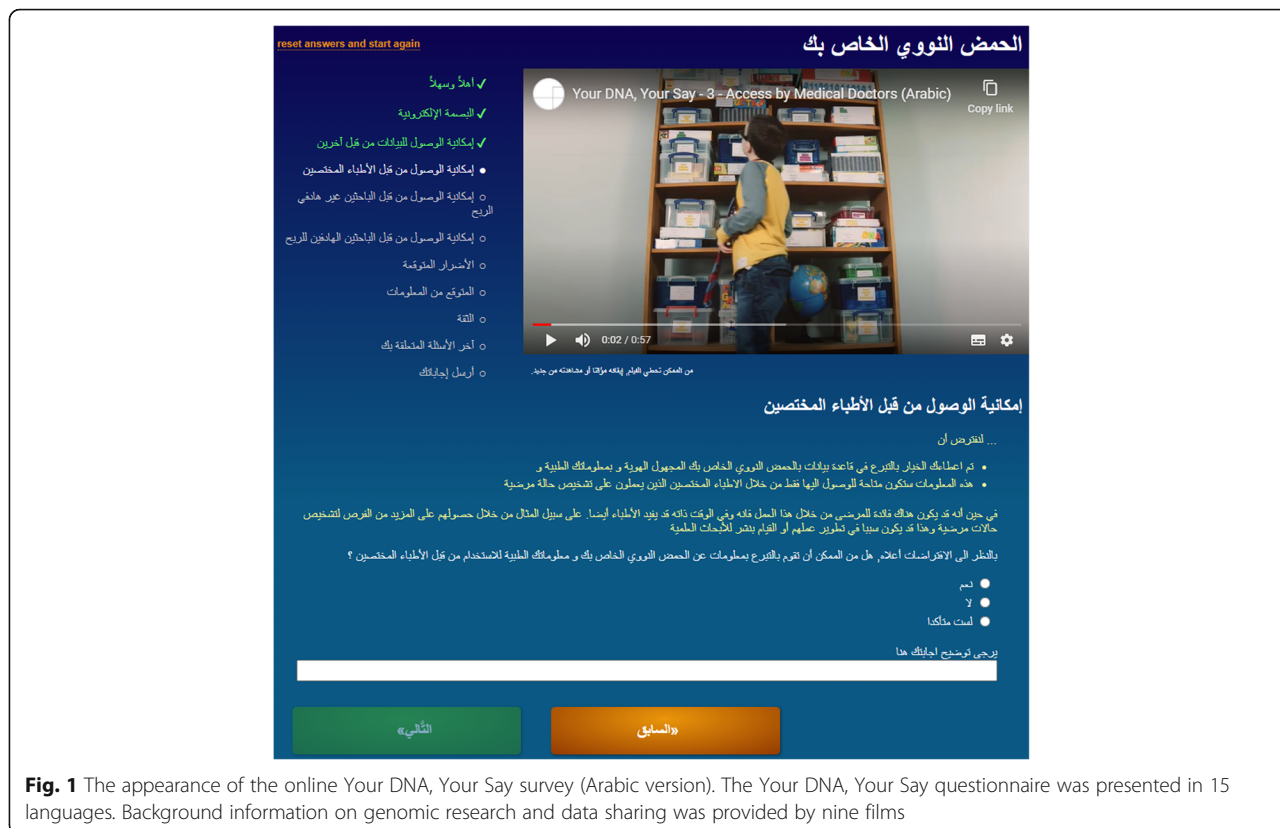 الحمض النووي الخاص بك
reset answers and start again
✓ أهلاً وسهلاً
✓ البصمة الإلكترونية
✓ إمكانية الوصول للبيانات من قبل آخرين
● إمكانية الوصول من قبل الأطباء المختصين
○ إمكانية الوصول من قبل الباحثين غير هادفي
الربح
○ إمكانية الوصول من قبل الباحثين الهادفين للربح
○ الأضرار المتوقعة
○ المتوقع من المعلومات
○ الثقة
○ آخر الأسئلة المتعلقة بك
○ أرسل إجاباتك
Your DNA, Your Say - 3 - Access by Medical Doctors (Arabic)
Copy link
0:02 / 0:57
من الممكن تخطي الفيلم, إيقافه مؤقتا أو مشاهدته من جديد.
إمكانية الوصول من قبل الأطباء المختصين
... لنفترض أن
• تم اعطاءك الخيار بالتبرع في قاعدة بيانات بالحمض النووي الخاص بك المجهول الهوية و بمعلوماتك الطبية و
• هذه المعلومات ستكون متاحة للوصول اليها فقط من خلال الاطباء المختصين الذين يعملون على تشخيص حالة مرضية
في حين أنه قد يكون هناك فائدة للمرضى من خلال هذا العمل فانه وفي الوقت ذاته قد يفيد الأطباء أيضا. على سبيل المثال من خلال حصولهم على المزيد من الفرص لتشخيص
حالات مرضية وهذا قد يكون سببا في تطوير عملهم أو القيام بنشر للأبحاث العلمية
بالنظر الى الافتراضات أعلاه, هل من الممكن أن تقوم بالتبرع بمعلومات عن الحمض النووي الخاص بك و معلوماتك الطبية للاستخدام من قبل الأطباء المختصين ؟
نعم
لا
لست متأكدا
يرجى توضيح اجابتك هنا
«السابق
التَّالي»
Fig. 1 The appearance of the online Your DNA, Your Say survey (Arabic version). The Your DNA, Your Say questionnaire was presented in 15
languages. Background information on genomic research and data sharing was provided by nine films